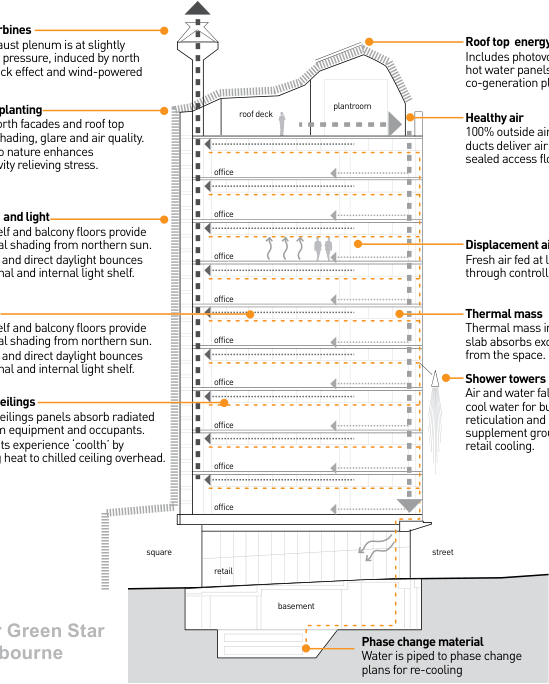 rbines
aust plenum is at slightly
pressure, induced by north
ck effect and wind-powered
planting
orth facades and roof top
hading, glare and air quality.
o nature enhances
vity relieving stress.
and light
elf and balcony floors provide
al shading from northern sun.
and direct daylight bounces
nal and internal light shelf.
elf and balcony floors provide
al shading from northern sun.
and direct daylight bounces
nal and internal light shelf.
eilings
eilings panels absorb radiated
m equipment and occupants.
ts experience 'coolth' by
g heat to chilled ceiling overhead.
roof deck
plantroom
office
office
office
office
office
office
office
office
office
square
retail
street
basement
Roof top energy
Includes photovo
hot water panels
co-generation pl
Healthy air
100% outside air
ducts deliver air
sealed access flo
Displacement ai
Fresh air fed at l
through controll
Thermal mass
Thermal mass in
slab absorbs exc
from the space.
Shower towers
Air and water fal
cool water for bu
reticulation and
supplement grou
retail cooling.
Phase change material
Water is piped to phase change
plans for re-cooling
r Green Star
bourne